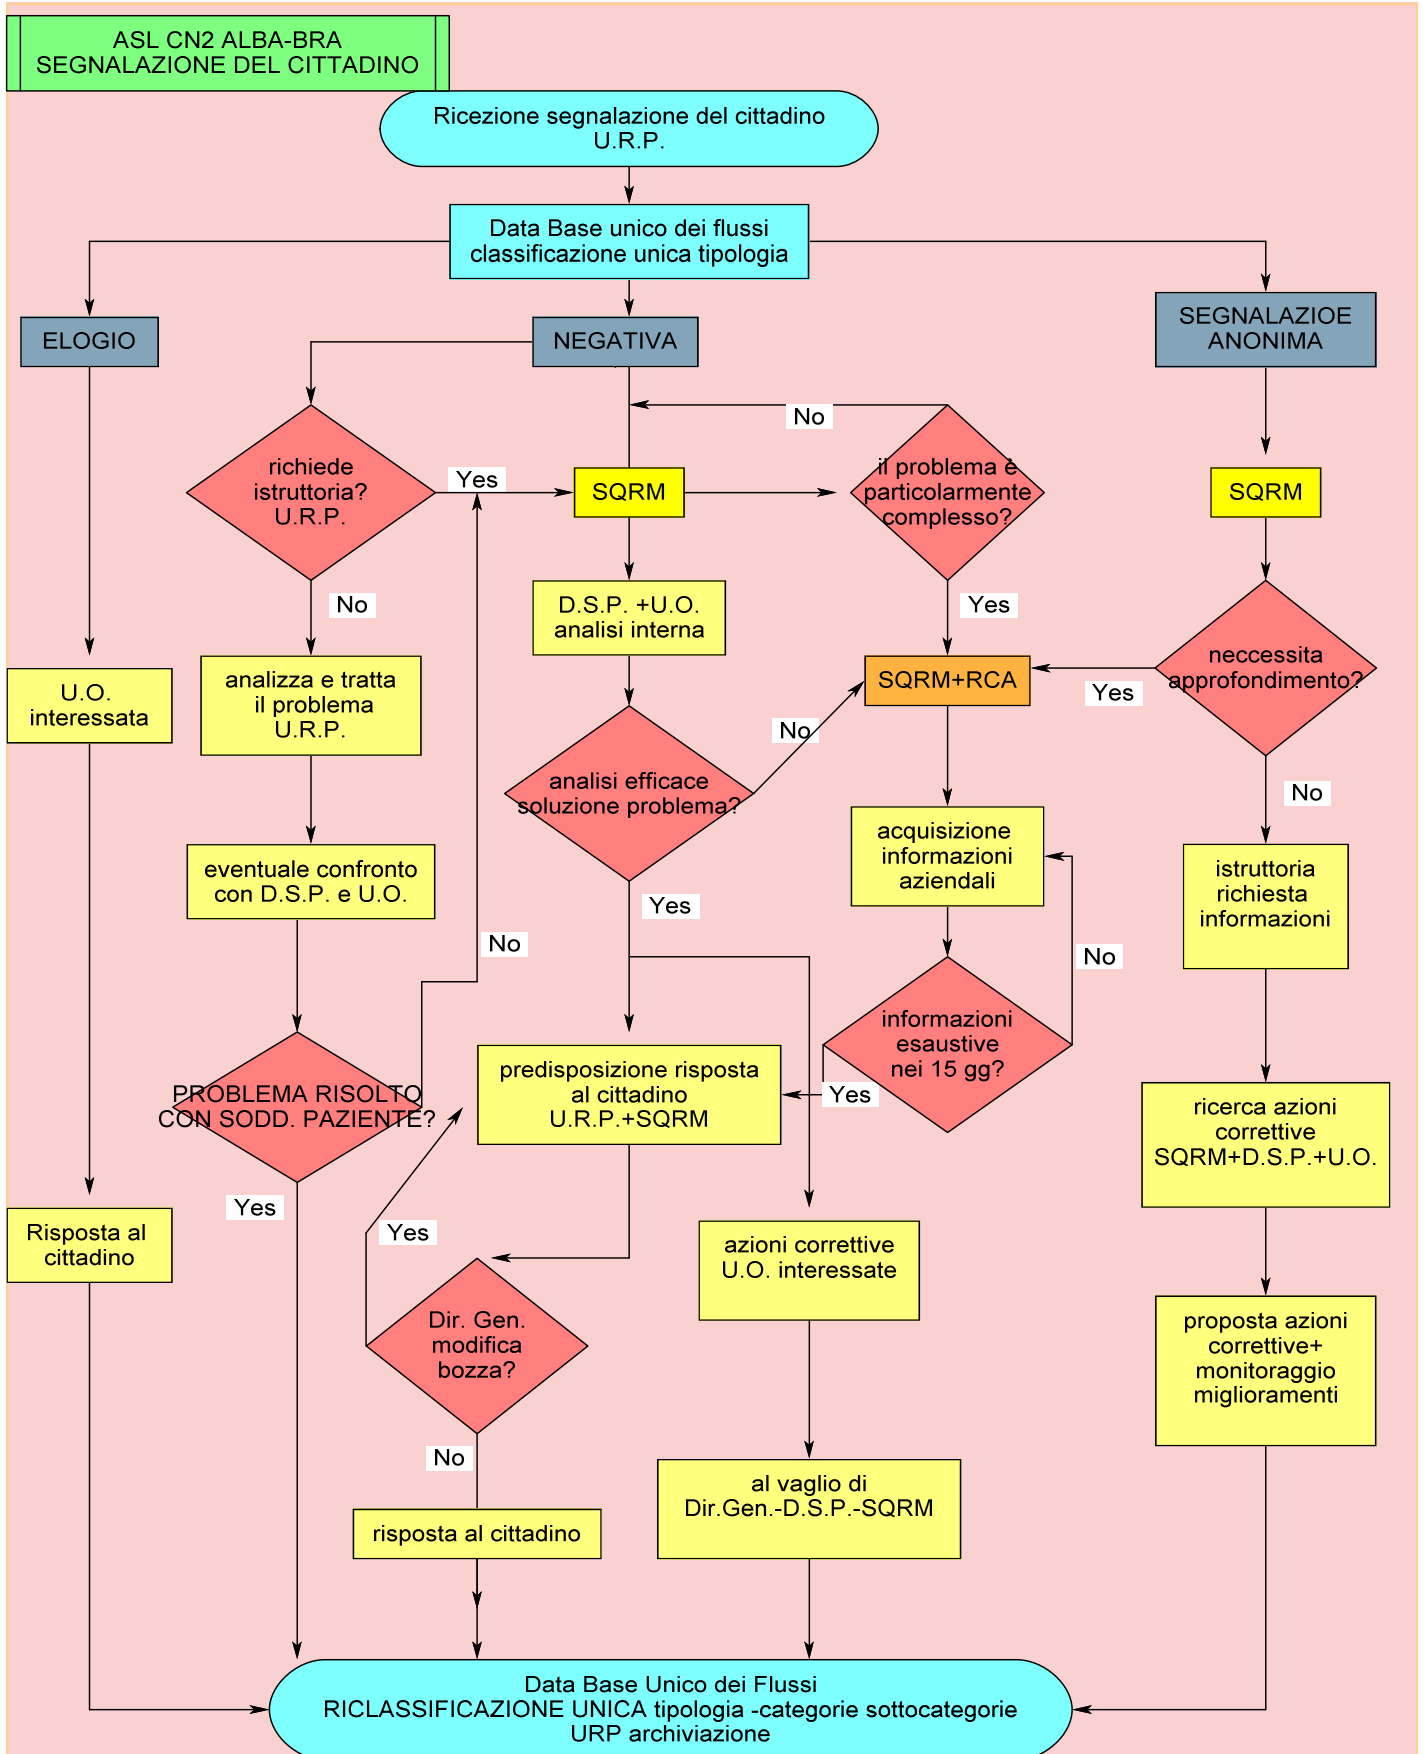 ASL CN2 ALBA-BRA
SEGNALAZIONE DEL CITTADINO
Ricezione segnalazione del cittadino
U.R.P.
Data Base unico dei flussi
classificazione unica tipologia
ELOGIO
NEGATIVA
SEGNALAZIOE
ANONIMA
No
richiede
istruttoria?
U.R.P.
Yes
SQRM
il problema è
particolarmente
complesso?
SQRM
No
D.S.P. +U.O.
analisi interna
Yes
neccessita
approfondimento?
Yes
U.O.
interessata
analizza e tratta
il problema
U.R.P.
SQRM+RCA
No
analisi efficace
soluzione problema?
No
acquisizione
informazioni
aziendali
eventuale confronto
con D.S.P. e U.O.
Yes
istruttoria
richiesta
informazioni
No
No
informazioni
esaustive
nei 15 gg?
Yes
PROBLEMA RISOLTO
CON SODD. PAZIENTE?
predisposizione risposta
al cittadino
U.R.P.+SQRM
ricerca azioni
correttive
SQRM+D.S.P.+U.O.
Yes
Yes
Risposta al
cittadino
azioni correttive
U.O. interessate
Dir. Gen.
modifica
bozza?
proposta azioni
correttive+
monitoraggio
miglioramenti
No
al vaglio di
Dir.Gen.-D.S.P.-SQRM
risposta al cittadino
Data Base Unico dei Flussi
RICLASSIFICAZIONE UNICA tipologia -categorie sottocategorie
URP archiviazione